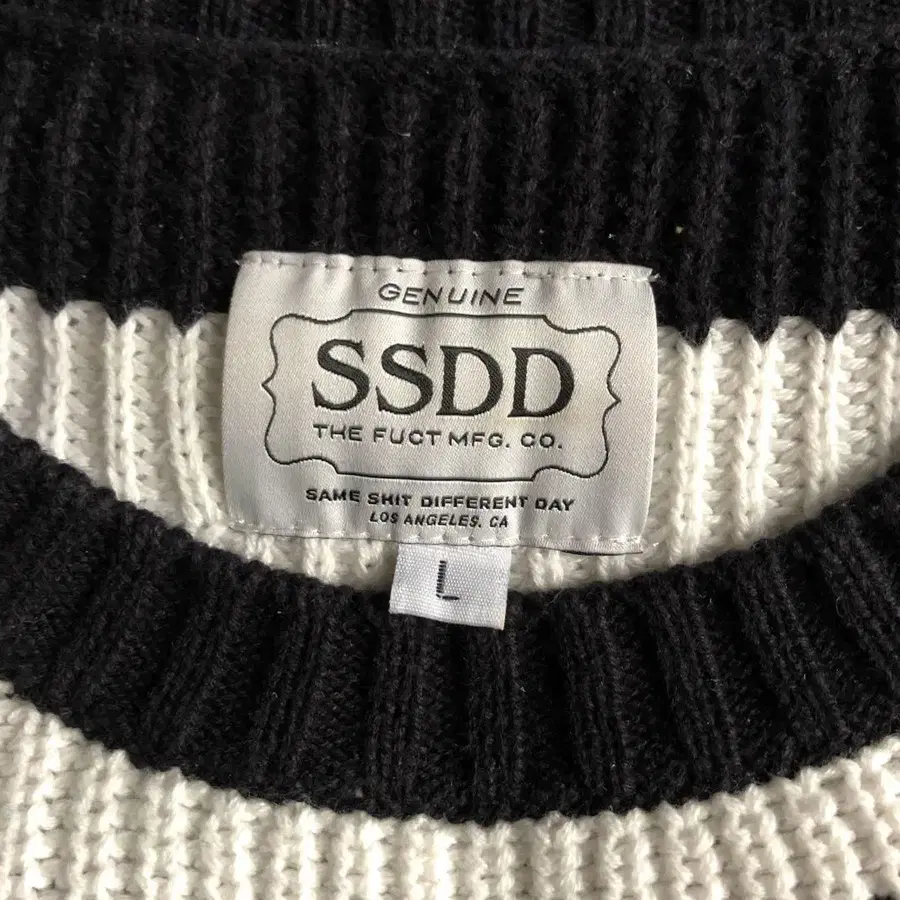 GENUINE
SSDD
THE FUCT MFG. CO.
SAME SHIT DIFFERENT DAY
LOS ANGELES, CA
L